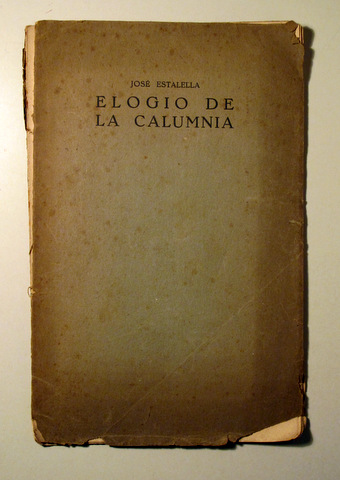 JOSÉ ESTALELLA
ELOGIO DE
LA CALUMNIA